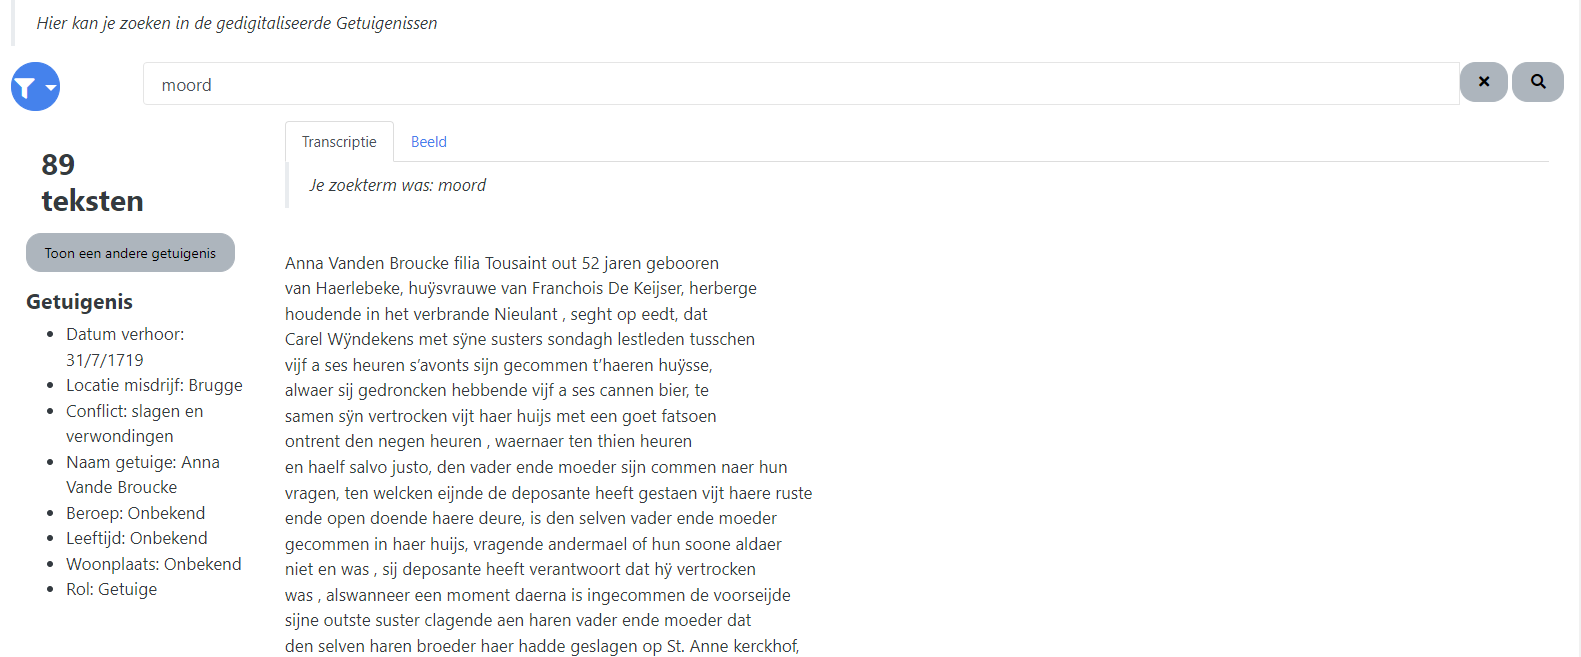 Hier kan je zoeken in de gedigitaliseerde Getuigenissen
moord
89
teksten
Toon een andere getuigenis
Getuigenis
Datum verhoor:
31/7/1719
Locatie misdrijf: Brugge
Conflict: slagen en
verwondingen
Naam getuige: Anna
Vande Broucke
Beroep: Onbekend
Leeftijd: Onbekend
Woonplaats: Onbekend
Rol: Getuige
Transcriptie
Beeld
Je zoekterm was: moord
Anna Vanden Broucke filia Tousaint out 52 jaren gebooren
van Haerlebeke, huÿsvrauwe van Franchois De Keijser, herberge
houdende in het verbrande Nieulant , seght op eedt, dat
Carel Wÿndekens met sÿne susters sondagh lestleden tusschen
vijf a ses heuren s’avonts sijn gecommen t’haeren huÿsse,
alwaer sij gedroncken hebbende vijf a ses cannen bier, te
samen sÿn vertrocken vijt haer huijs met een goet fatsoen
ontrent den negen heuren , waernaer ten thien heuren
en haelf salvo justo, den vader ende moeder sijn commen naer hun
vragen, ten welcken eijnde de deposante heeft gestaen vijt haere ruste
ende open doende haere deure, is den selven vader ende moeder
gecommen in haer huijs, vragende andermael of hun soone aldaer
niet en was , sij deposante heeft verantwoort dat hÿ vertrocken
was , alswanneer een moment daerna is ingecommen de voorseijde
sijne outste suster clagende aen haren vader ende moeder dat
den selven haren broeder haer hadde geslagen op St. Anne kerckhof,